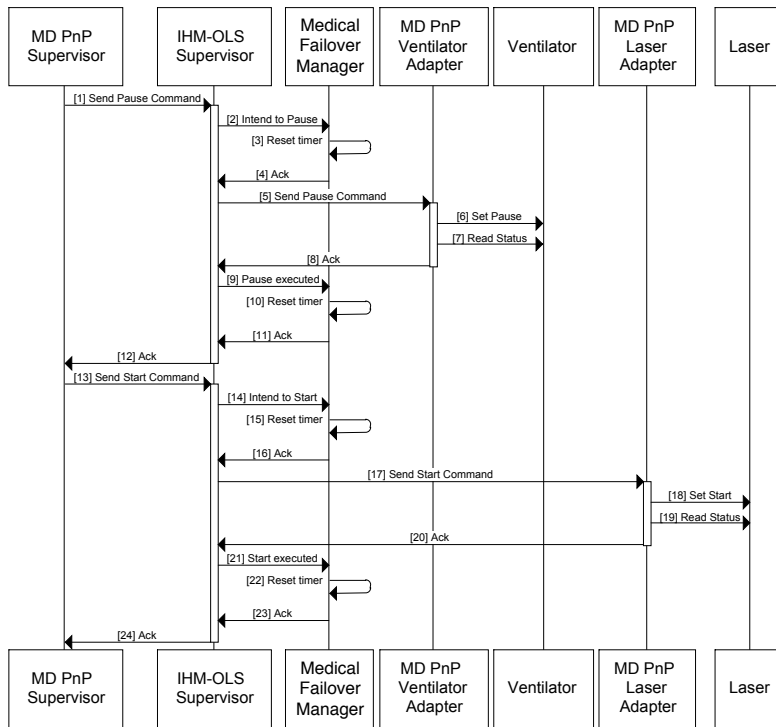 MD PnP
Supervisor
IHM-OLS
Supervisor
Medical
Failover
Manager
MD PnP
Ventilator
Adapter
Ventilator
MD PnP
Laser
Adapter
Laser
[1] Send Pause Command
[2] Intend to Pause
[3] Reset timer
[4] Ack
[5] Send Pause Command
[6] Set Pause
[7] Read Status
[8] Ack
[9] Pause executed
[10] Reset timer
[11] Ack
[12] Ack
[13] Send Start Command
[14] Intend to Start
[15] Reset timer
[16] Ack
[17] Send Start Command
[18] Set Start
[19] Read Status
[20] Ack
[21] Start executed
[22] Reset timer
[23] Ack
[24] Ack
MD PnP
Supervisor
IHM-OLS
Supervisor
Medical
Failover
Manager
MD PnP
Ventilator
Adapter
Ventilator
MD PnP
Laser
Adapter
Laser